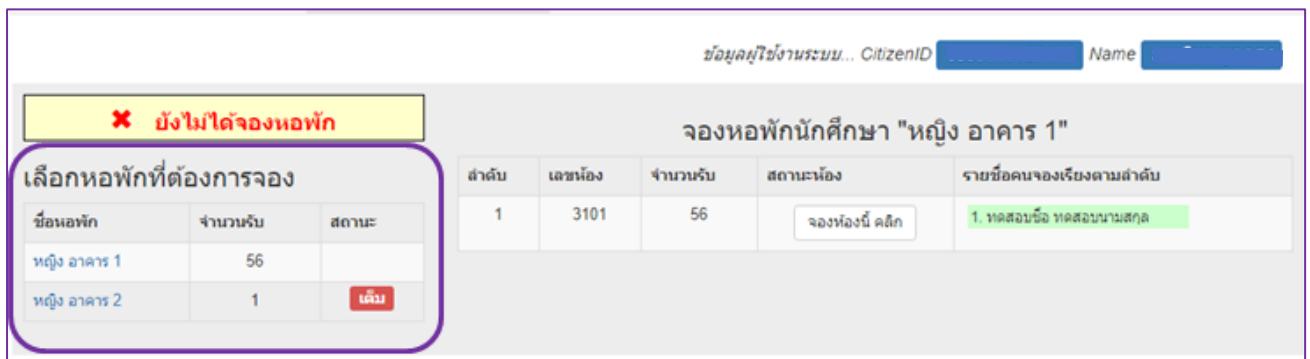 ข้อมูลผู้ใช้งานระบบ... CitizenID Name
✖ ยังไม่ได้จองหอพัก
เลือกหอพักที่ต้องการจอง
ชื่อหอพัก จำนวนรับ สถานะ
หญิง อาคาร 1 56
หญิง อาคาร 2 1 เต็ม
จองหอพักนักศึกษา "หญิง อาคาร 1"
ลำดับ เลขห้อง จำนวนรับ สถานะห้อง รายชื่อคนจองเรียงตามลำดับ
1 3101 56 จองห้องนี้ คลิก 1. ทดสอบชื่อ ทดสอบนามสกุล